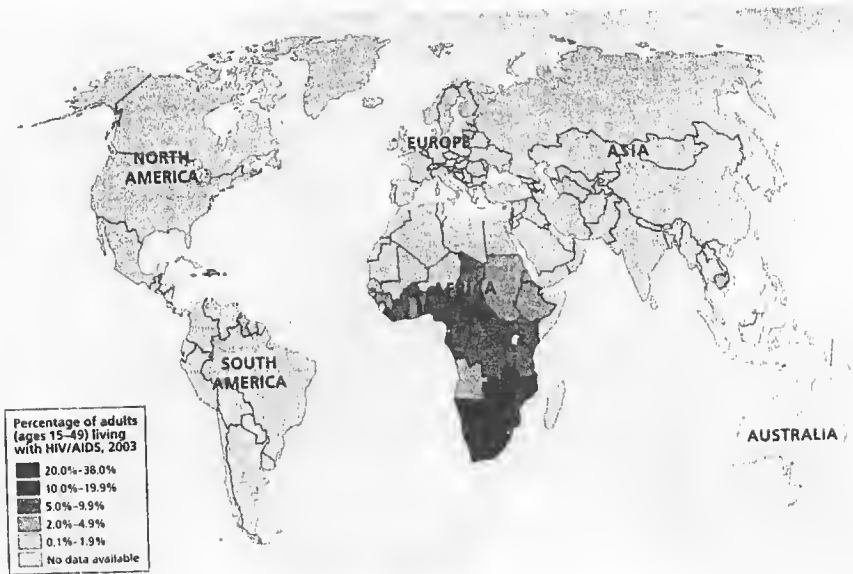 NORTH
AMERICA
EUROPE
ASIA
AFRICA
SOUTH
AMERICA
AUSTRALIA
Percentage of adults
(ages 15–49) living
with HIV/AIDS, 2003
20.0%–38.0%
10.0%–19.9%
5.0%–9.9%
2.0%–4.9%
0.1%–1.9%
No data available